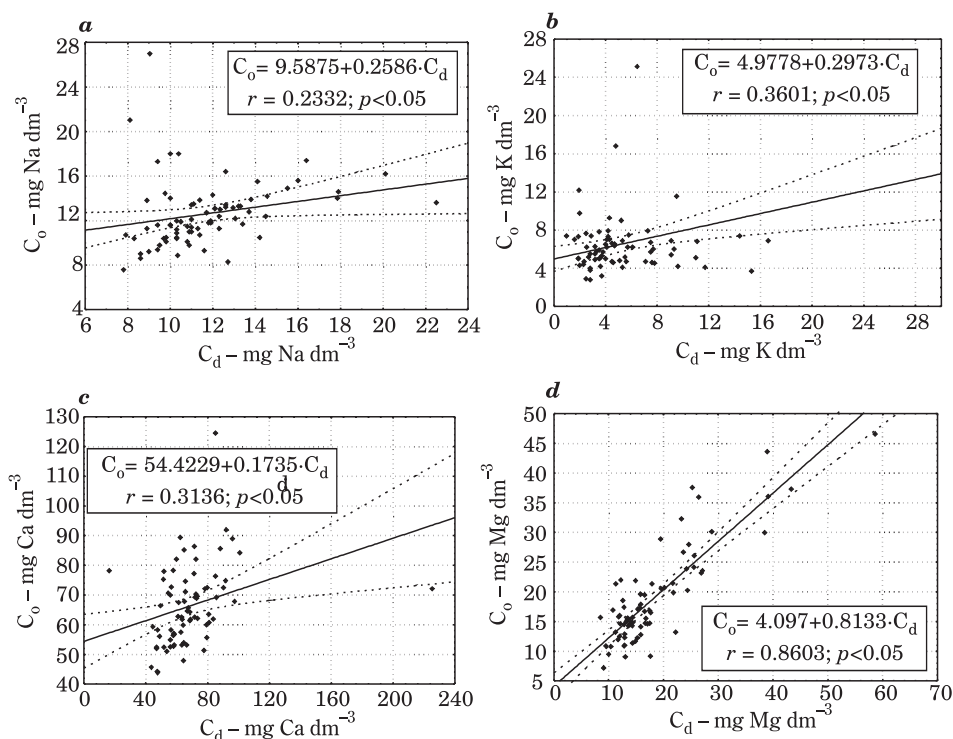 a
C_o= 9.5875+0.2586·C_d
r = 0.2332; p<0.05
C_o – mg Na dm⁻³
28
24
20
16
12
8
4
6 8 10 12 14 16 18 20 22 24
C_d – mg Na dm⁻³
b
C_o= 4.9778+0.2973·C_d
r = 0.3601; p<0.05
C_o – mg K dm⁻³
28
24
20
16
12
8
4
0
0 4 8 12 16 20 24 28
C_d – mg K dm⁻³
c
C_o= 54.4229+0.1735·C_d
d
r = 0.3136; p<0.05
C_o – mg Ca dm⁻³
130
120
110
100
90
80
70
60
50
40
0 40 80 120 160 200 240
C_d – mg Ca dm⁻³
d
C_o= 4.097+0.8133·C_d
r = 0.8603; p<0.05
C_o – mg Mg dm⁻³
50
45
40
35
30
25
20
15
10
5
0 10 20 30 40 50 60 70
C_d – mg Mg dm⁻³